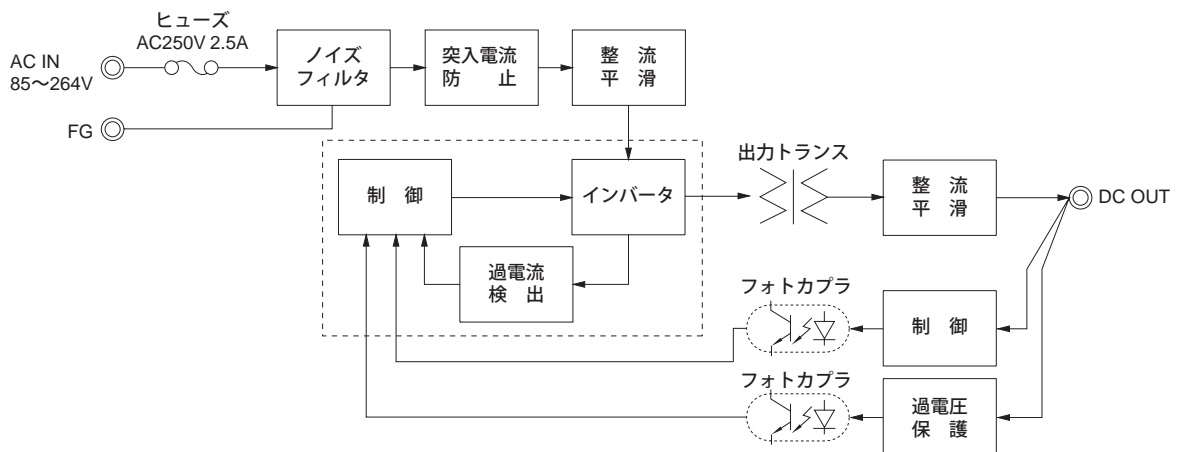 ヒューズ
AC250V 2.5A
AC IN
85〜264V
FG
ノイズ
フィルタ
突入電流
防 止
整 流
平 滑
制 御
インバータ
過電流
検 出
出力トランス
整 流
平 滑
DC OUT
フォトカプラ
制 御
フォトカプラ
過電圧
保 護